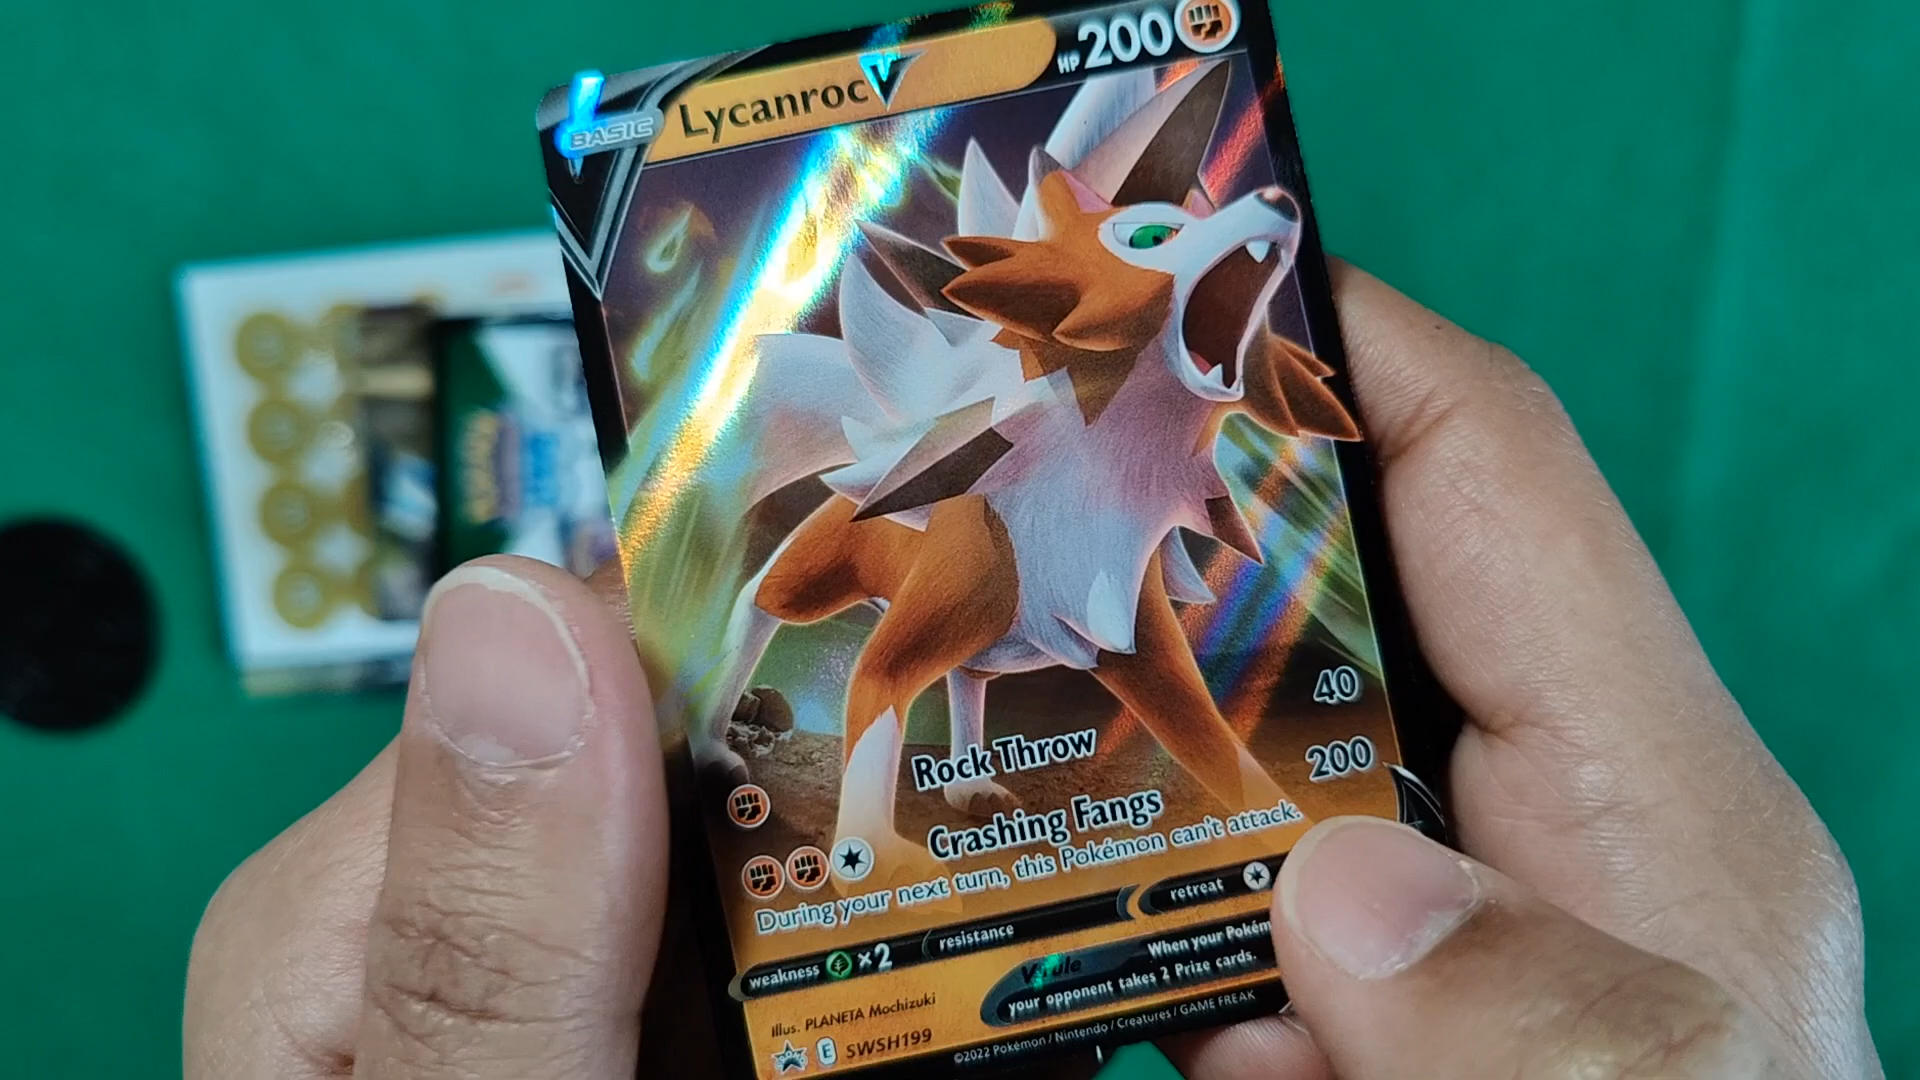 BASIC
Lycanroc V
HP 200
Rock Throw 40
Crashing Fangs 200
During your next turn, this Pokémon can't attack.
weakness ×2 resistance retreat
V rule When your Pokém
your opponent takes 2 Prize cards.
Illus. PLANETA Mochizuki
E SWSH199
©2022 Pokémon / Nintendo / Creatures / GAME FREAK